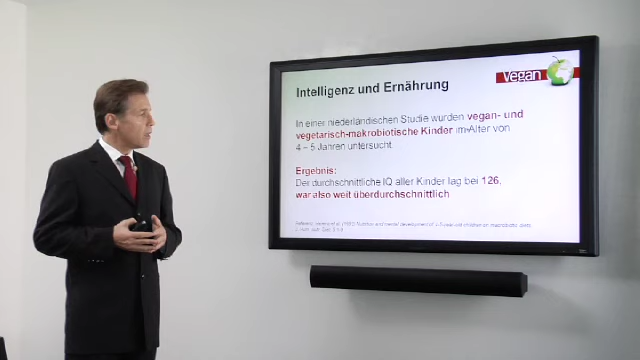 Intelligenz und Ernährung
vegan
In einer niederländischen Studie wurden vegan- und
vegetarisch-makrobiotische Kinder im Alter von
4 – 5 Jahren untersucht.
Ergebnis:
Der durchschnittliche IQ aller Kinder lag bei 126,
war also weit überdurchschnittlich